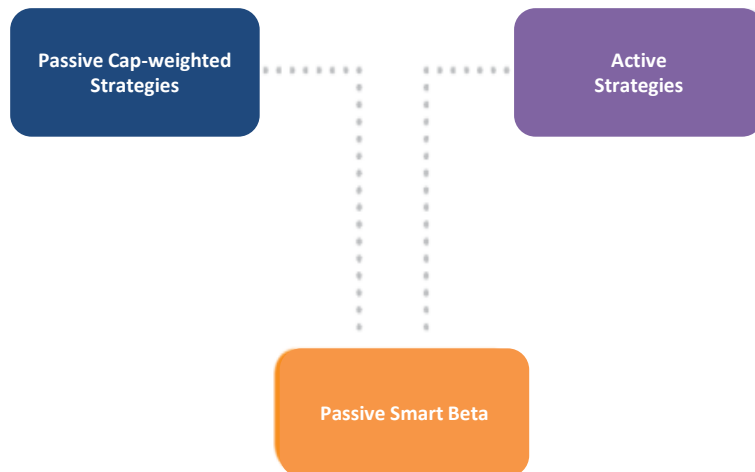 Passive Cap-weighted
Strategies
Active
Strategies
Passive Smart Beta